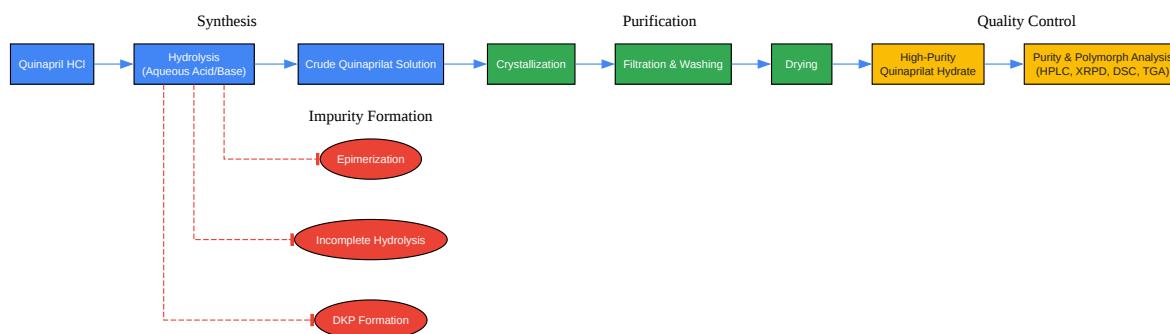 Synthesis
Purification
Quality Control
Quinapril HCl
Hydrolysis
(Aqueous Acid/Base)
Crude Quinaprilat Solution
Crystallization
Filtration & Washing
Drying
High-Purity
Quinaprilat Hydrate
Purity & Polymorph Analysis
(HPLC, XRPD, DSC, TGA)
Impurity Formation
Epimerization
Incomplete Hydrolysis
DKP Formation